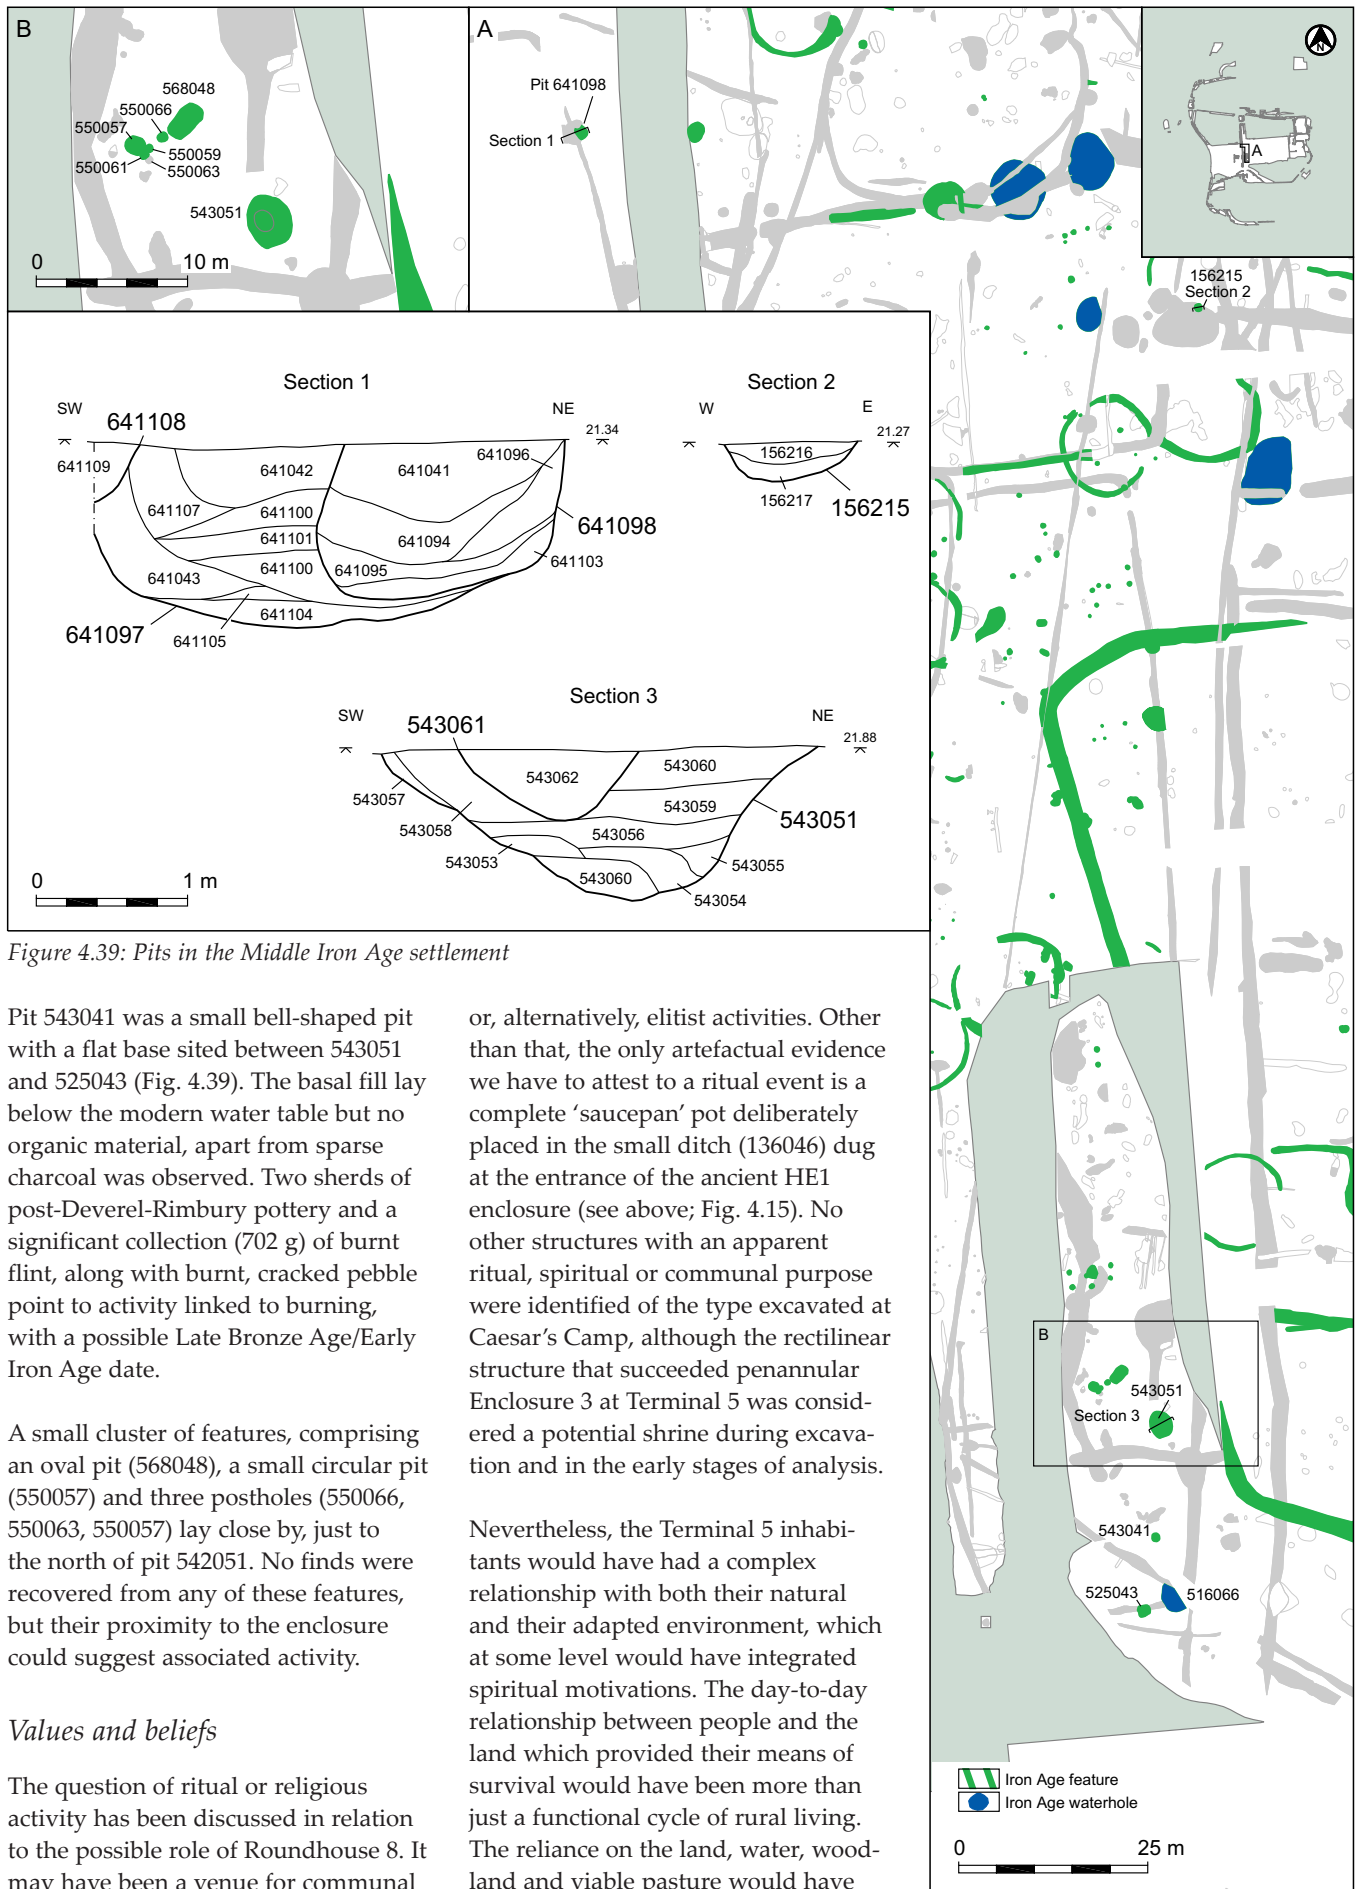 B
568048
550066
550057
550059
550061
550063
543051
0 10 m
A
Pit 641098
Section 1
N
A
156215
Section 2
Section 1
SW
NE
641108
21.34
641109
641042
641041
641096
641107
641100
641098
641101
641094
641103
641100
641095
641043
641104
641097
641105
Section 2
W
E
21.27
156216
156217
156215
Section 3
SW
NE
543061
21.88
543062
543060
543057
543059
543051
543058
543056
543053
543055
543060
543054
0 1 m
B
543051
Section 3
543041
525043
516066
Iron Age feature
Iron Age waterhole
0 25 m
Figure 4.39: Pits in the Middle Iron Age settlement
Pit 543041 was a small bell-shaped pit
with a flat base sited between 543051
and 525043 (Fig. 4.39). The basal fill lay
below the modern water table but no
organic material, apart from sparse
charcoal was observed. Two sherds of
post-Deverel-Rimbury pottery and a
significant collection (702 g) of burnt
flint, along with burnt, cracked pebble
point to activity linked to burning,
with a possible Late Bronze Age/Early
Iron Age date.
A small cluster of features, comprising
an oval pit (568048), a small circular pit
(550057) and three postholes (550066,
550063, 550057) lay close by, just to
the north of pit 542051. No finds were
recovered from any of these features,
but their proximity to the enclosure
could suggest associated activity.
Values and beliefs
The question of ritual or religious
activity has been discussed in relation
to the possible role of Roundhouse 8. It
may have been a venue for communal
or, alternatively, elitist activities. Other
than that, the only artefactual evidence
we have to attest to a ritual event is a
complete ‘saucepan’ pot deliberately
placed in the small ditch (136046) dug
at the entrance of the ancient HE1
enclosure (see above; Fig. 4.15). No
other structures with an apparent
ritual, spiritual or communal purpose
were identified of the type excavated at
Caesar’s Camp, although the rectilinear
structure that succeeded penannular
Enclosure 3 at Terminal 5 was consid-
ered a potential shrine during excava-
tion and in the early stages of analysis.
Nevertheless, the Terminal 5 inhabi-
tants would have had a complex
relationship with both their natural
and their adapted environment, which
at some level would have integrated
spiritual motivations. The day-to-day
relationship between people and the
land which provided their means of
survival would have been more than
just a functional cycle of rural living.
The reliance on the land, water, wood-
land and viable pasture would have